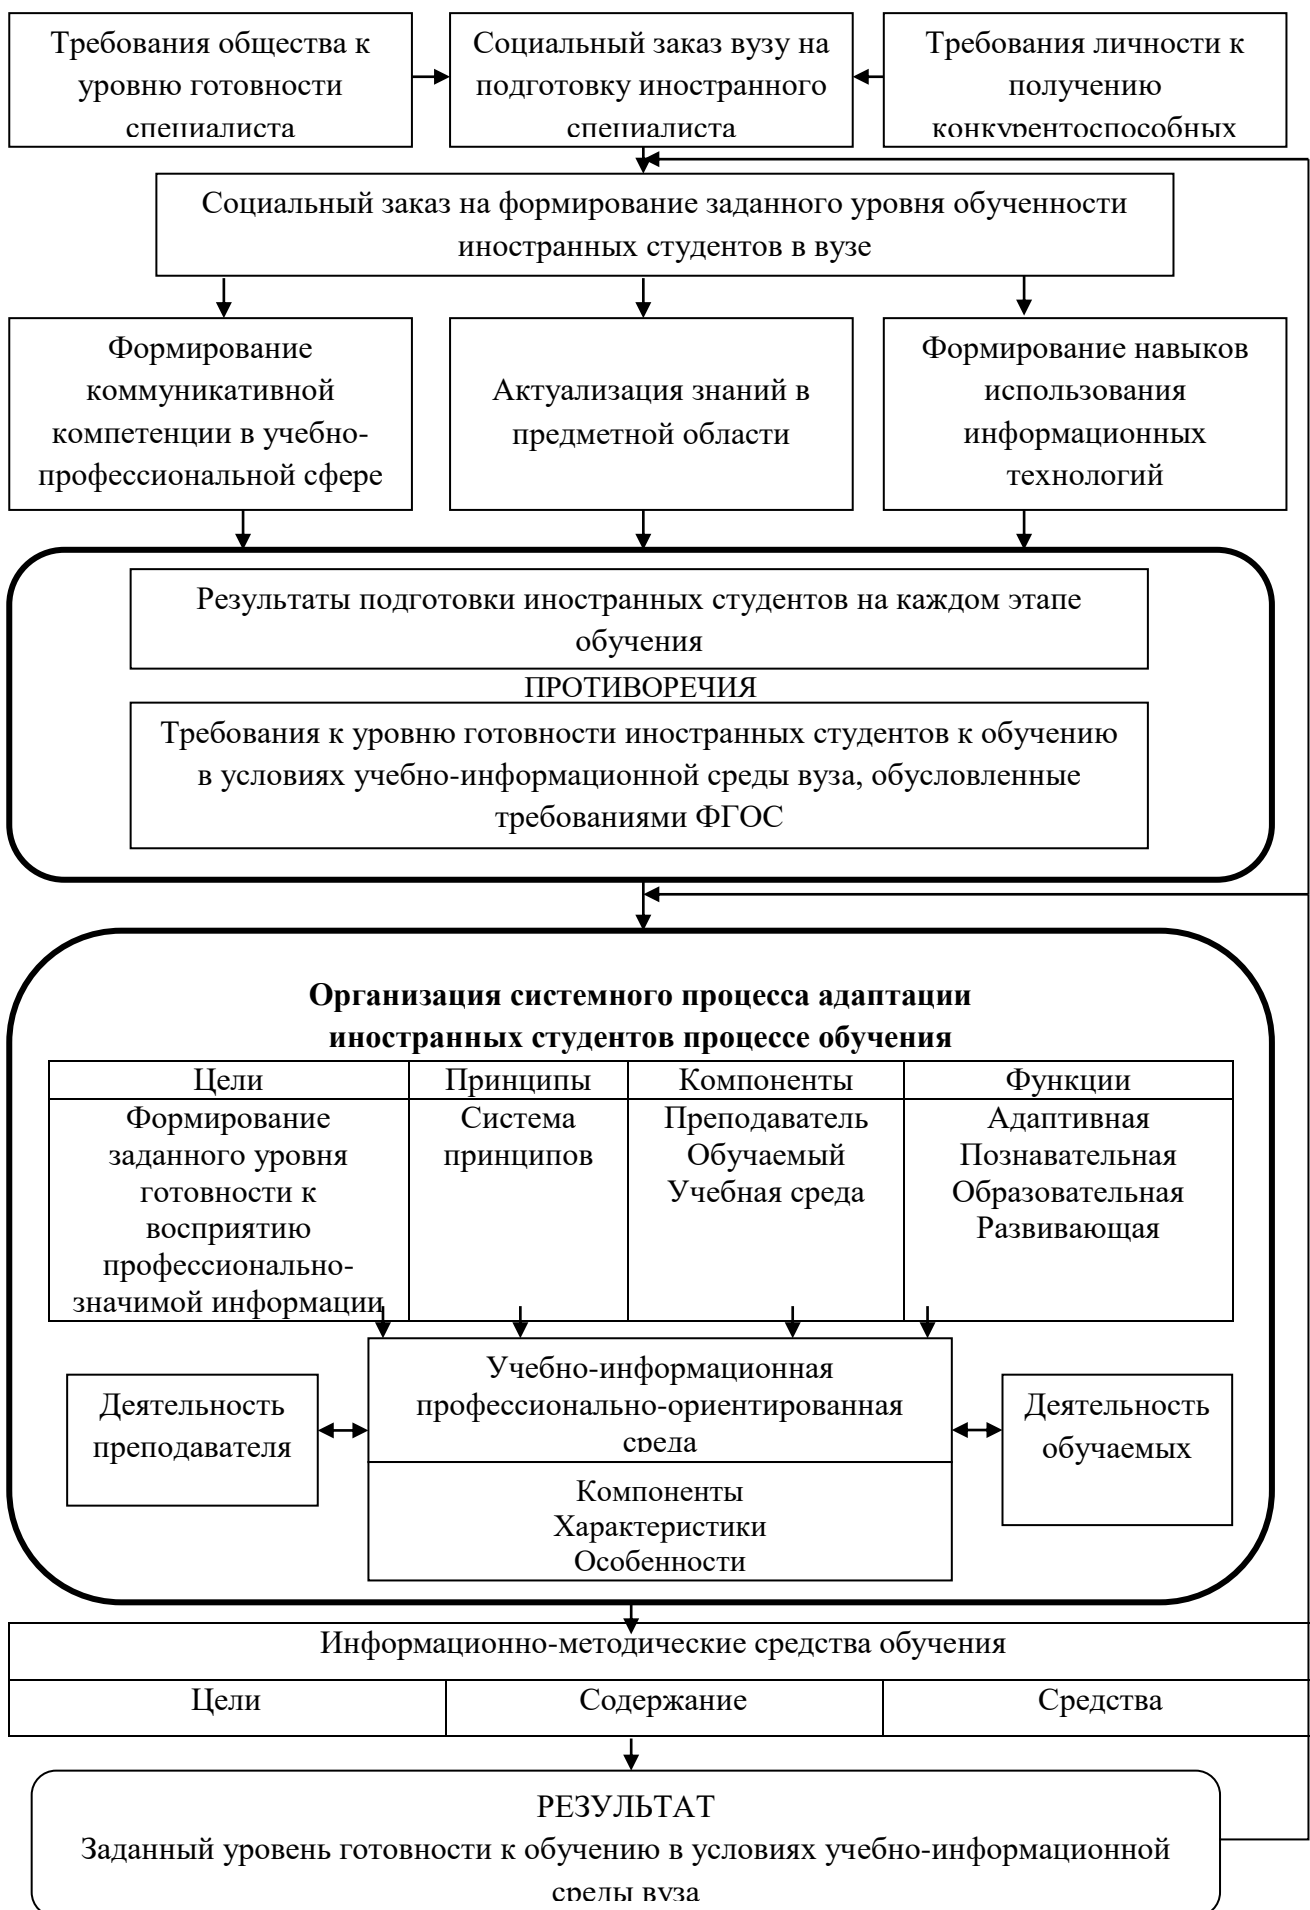 Требования общества к
уровню готовности
специалиста
Социальный заказ вузу на
подготовку иностранного
специалиста
Требования личности к
получению
конкурентоспособных
Социальный заказ на формирование заданного уровня обученности
иностранных студентов в вузе
Формирование
коммуникативной
компетенции в учебно-
профессиональной сфере
Актуализация знаний в
предметной области
Формирование навыков
использования
информационных
технологий
Результаты подготовки иностранных студентов на каждом этапе
обучения
ПРОТИВОРЕЧИЯ
Требования к уровню готовности иностранных студентов к обучению
в условиях учебно-информационной среды вуза, обусловленные
требованиями ФГОС
Организация системного процесса адаптации
иностранных студентов процессе обучения
Цели
Принципы
Компоненты
Функции
Формирование
заданного уровня
готовности к
восприятию
профессионально-
значимой информации
Система
принципов
Преподаватель
Обучаемый
Учебная среда
Адаптивная
Познавательная
Образовательная
Развивающая
Деятельность
преподавателя
Учебно-информационная
профессионально-ориентированная
среда
Компоненты
Характеристики
Особенности
Деятельность
обучаемых
Информационно-методические средства обучения
Цели
Содержание
Средства
РЕЗУЛЬТАТ
Заданный уровень готовности к обучению в условиях учебно-информационной
среды вуза